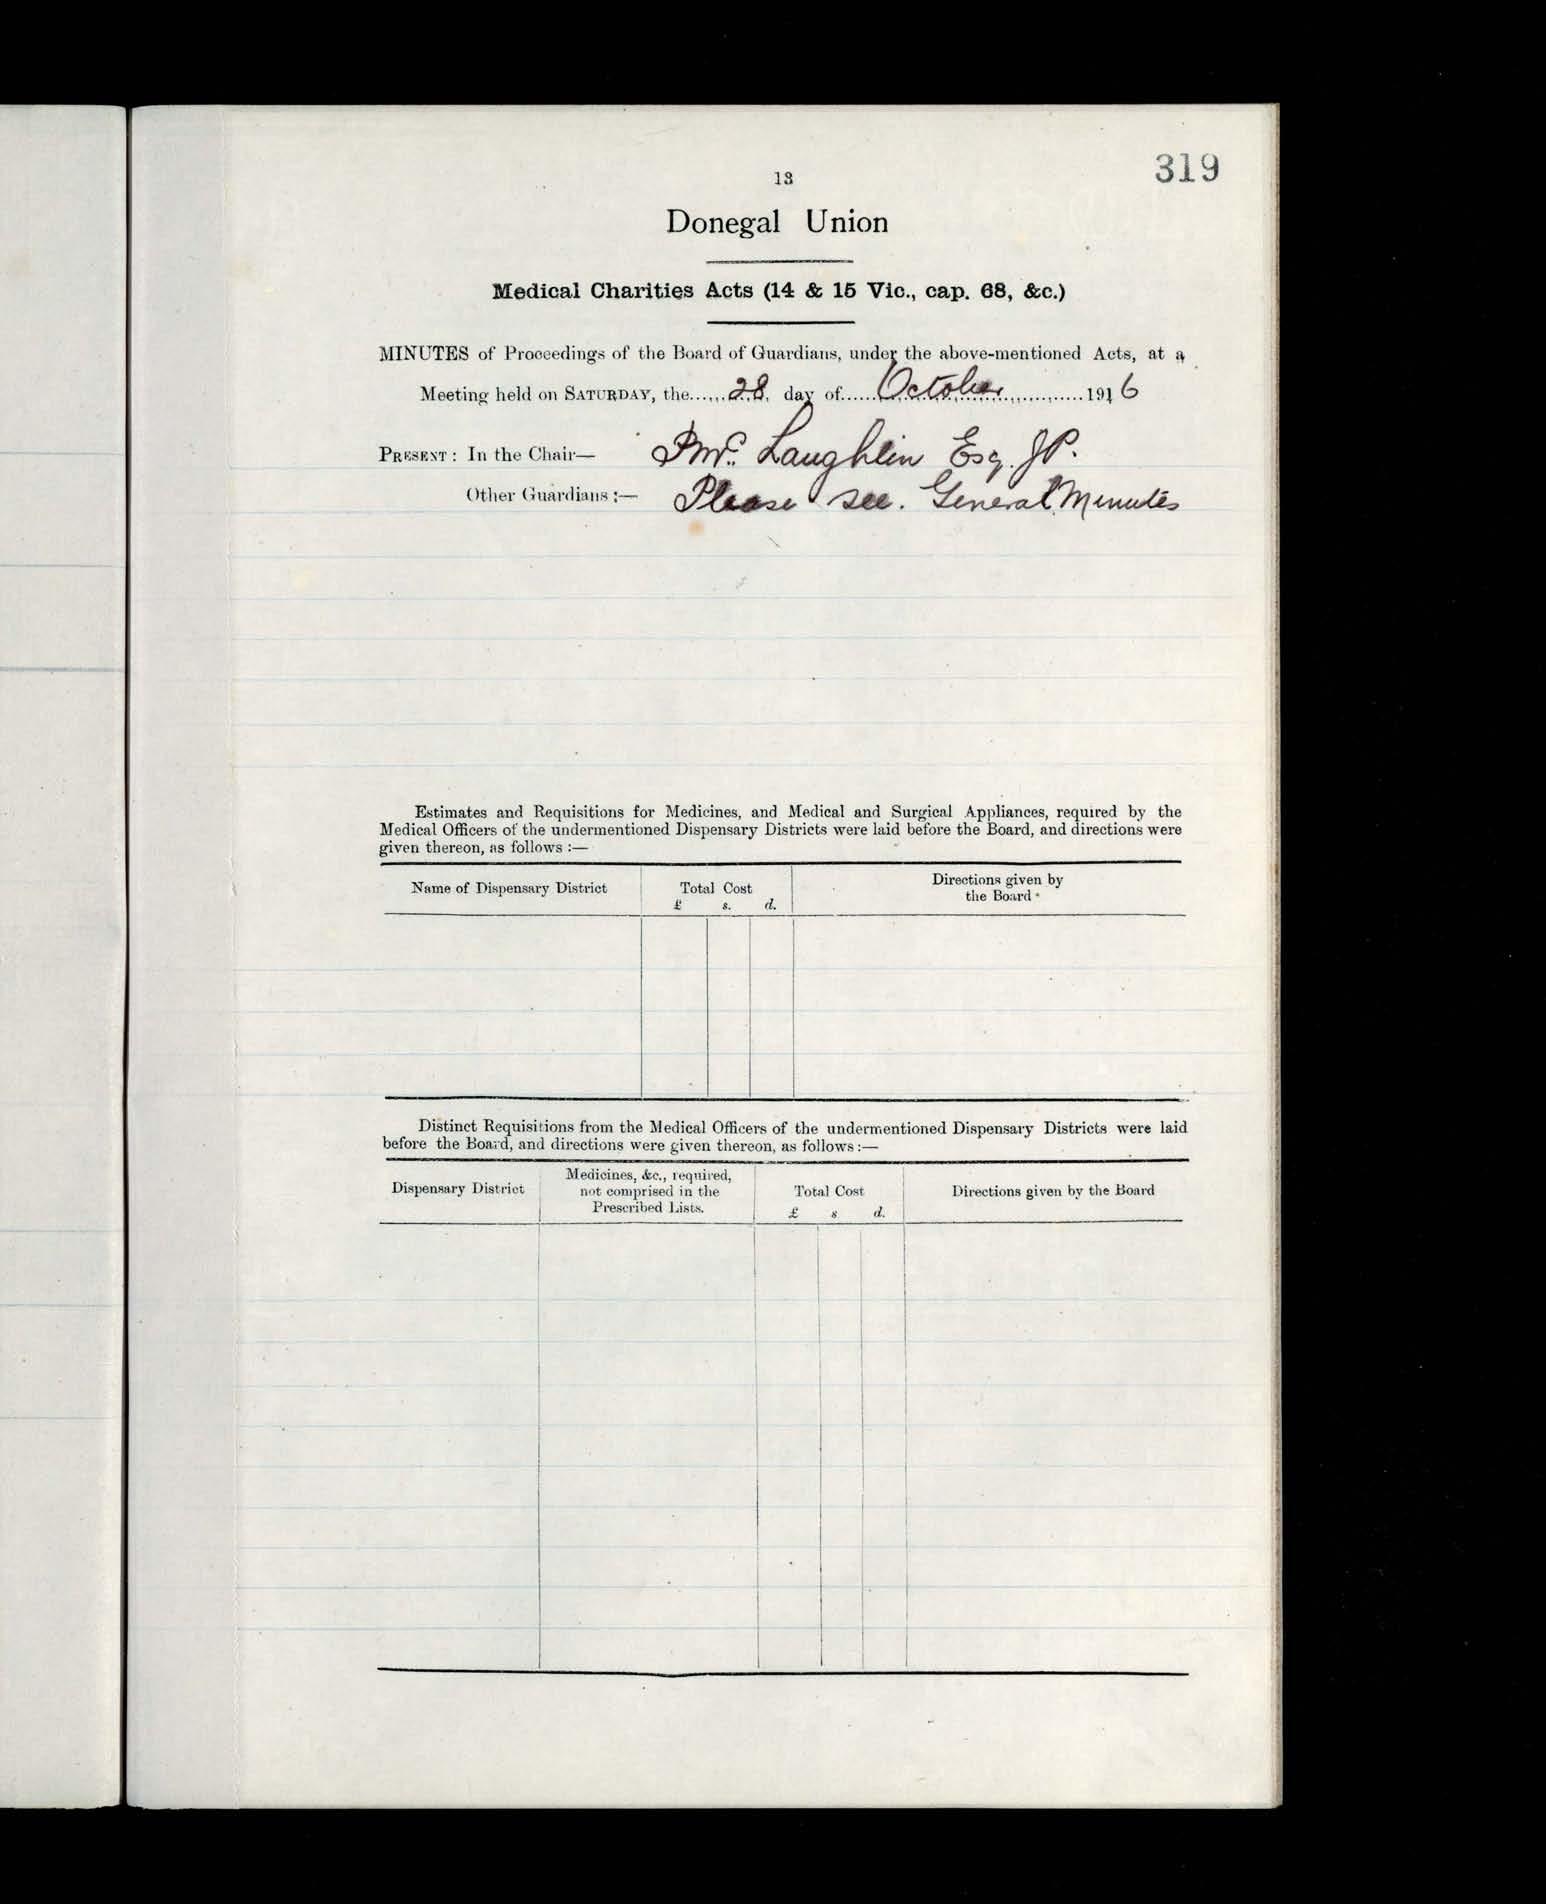 319
13
Donegal Union
Medical Charities Acts (14 & 15 Vic., cap. 68, &c.)
MINUTES of Proceedings of the Board of Guardians, under the above-mentioned Acts, at a
Meeting held on SATURDAY, the......28. day of......October..................1916
PRESENT : In the Chair— P McLaughlin Esq. JP.
Other Guardians :— Please see. General Minutes
Estimates and Requisitions for Medicines, and Medical and Surgical Appliances, required by the
Medical Officers of the undermentioned Dispensary Districts were laid before the Board, and directions were
given thereon, as follows :—
Name of Dispensary District
Total Cost
£ s. d.
Directions given by
the Board
Distinct Requisitions from the Medical Officers of the undermentioned Dispensary Districts were laid
before the Board, and directions were given thereon, as follows :—
Dispensary District
Medicines, &c., required,
not comprised in the
Prescribed Lists.
Total Cost
£ s d.
Directions given by the Board